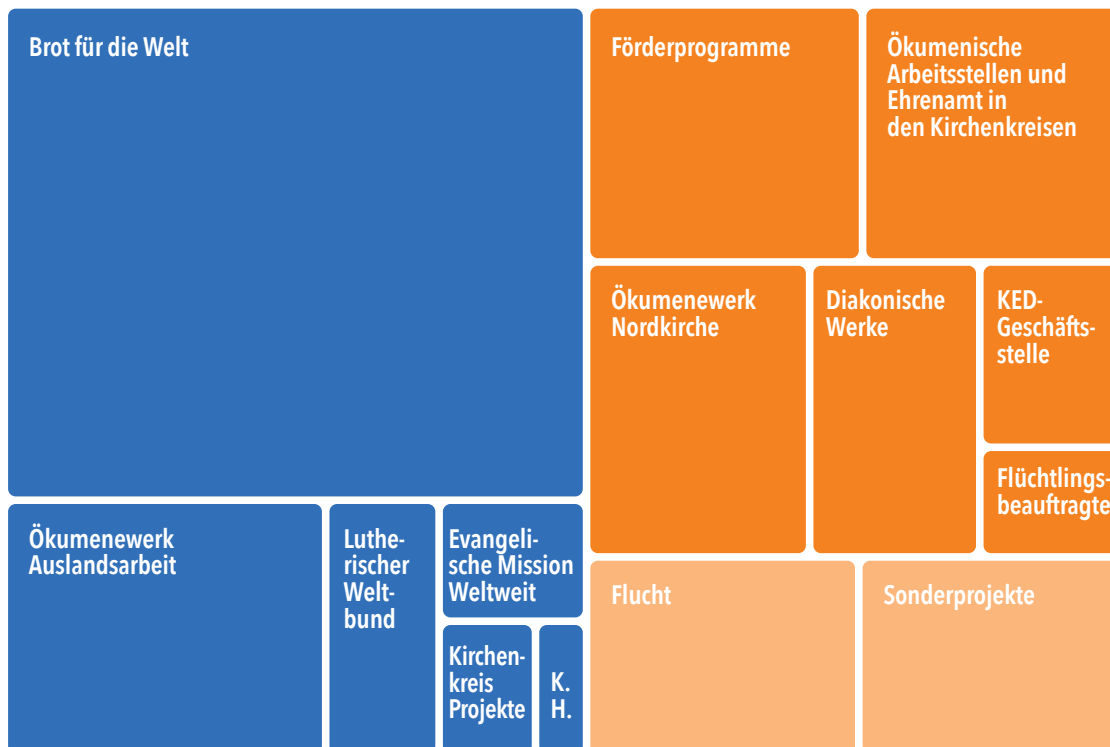 Brot für die Welt
Förderprogramme
Ökumenische
Arbeitsstellen und
Ehrenamt in
den Kirchenkreisen
Ökumenewerk
Nordkirche
Diakonische
Werke
KED-
Geschäfts-
stelle
Flüchtlings-
beauftragte
Ökumenewerk
Auslandsarbeit
Luthe-
rischer
Welt-
bund
Evangeli-
sche Mission
Weltweit
Kirchen-
kreis
Projekte
K.
H.
Flucht
Sonderprojekte